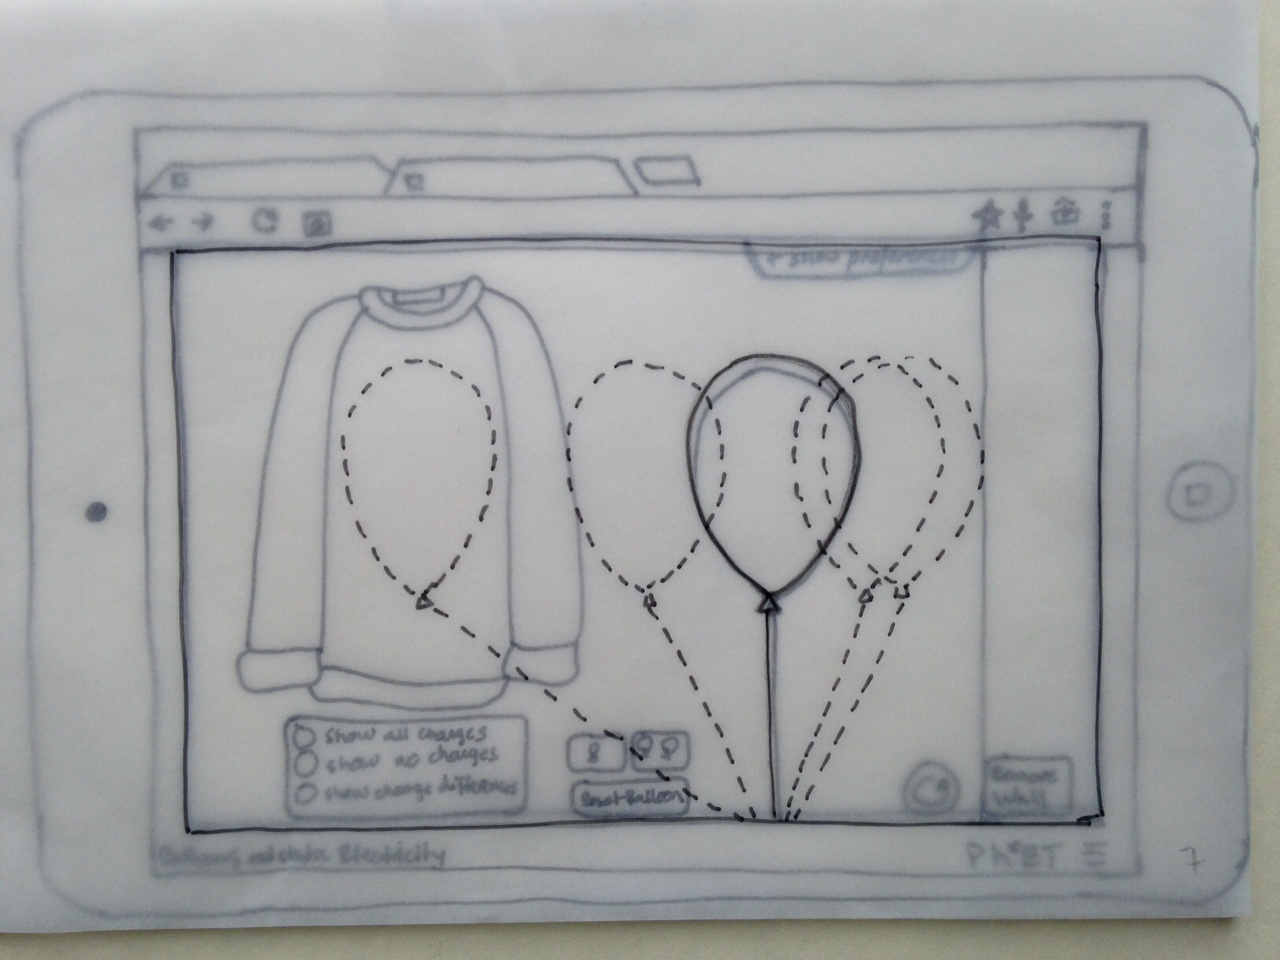 + show preferences
show all charges
show no charges
show charge differences
Reset Balloon
Remove
Wall
Balloons and static Electricity
PhET
7